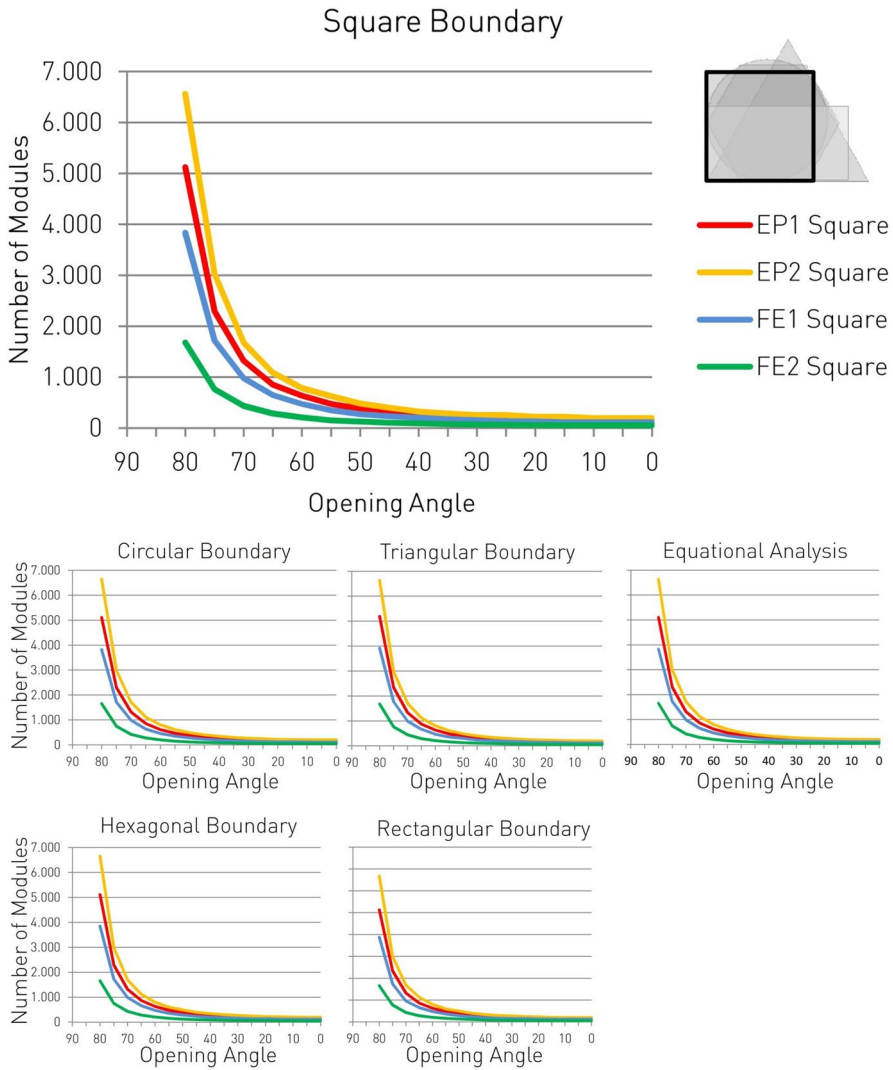 Square Boundary
7.000
6.000
5.000
4.000
3.000
2.000
1.000
0
Number of Modules
90 80 70 60 50 40 30 20 10 0
Opening Angle
EP1 Square
EP2 Square
FE1 Square
FE2 Square
Circular Boundary
7.000
6.000
5.000
4.000
3.000
2.000
1.000
0
Number of Modules
90 80 70 60 50 40 30 20 10 0
Opening Angle
Triangular Boundary
90 80 70 60 50 40 30 20 10 0
Opening Angle
Equational Analysis
90 80 70 60 50 40 30 20 10 0
Opening Angle
Hexagonal Boundary
7.000
6.000
5.000
4.000
3.000
2.000
1.000
0
Number of Modules
90 80 70 60 50 40 30 20 10 0
Opening Angle
Rectangular Boundary
90 80 70 60 50 40 30 20 10 0
Opening Angle